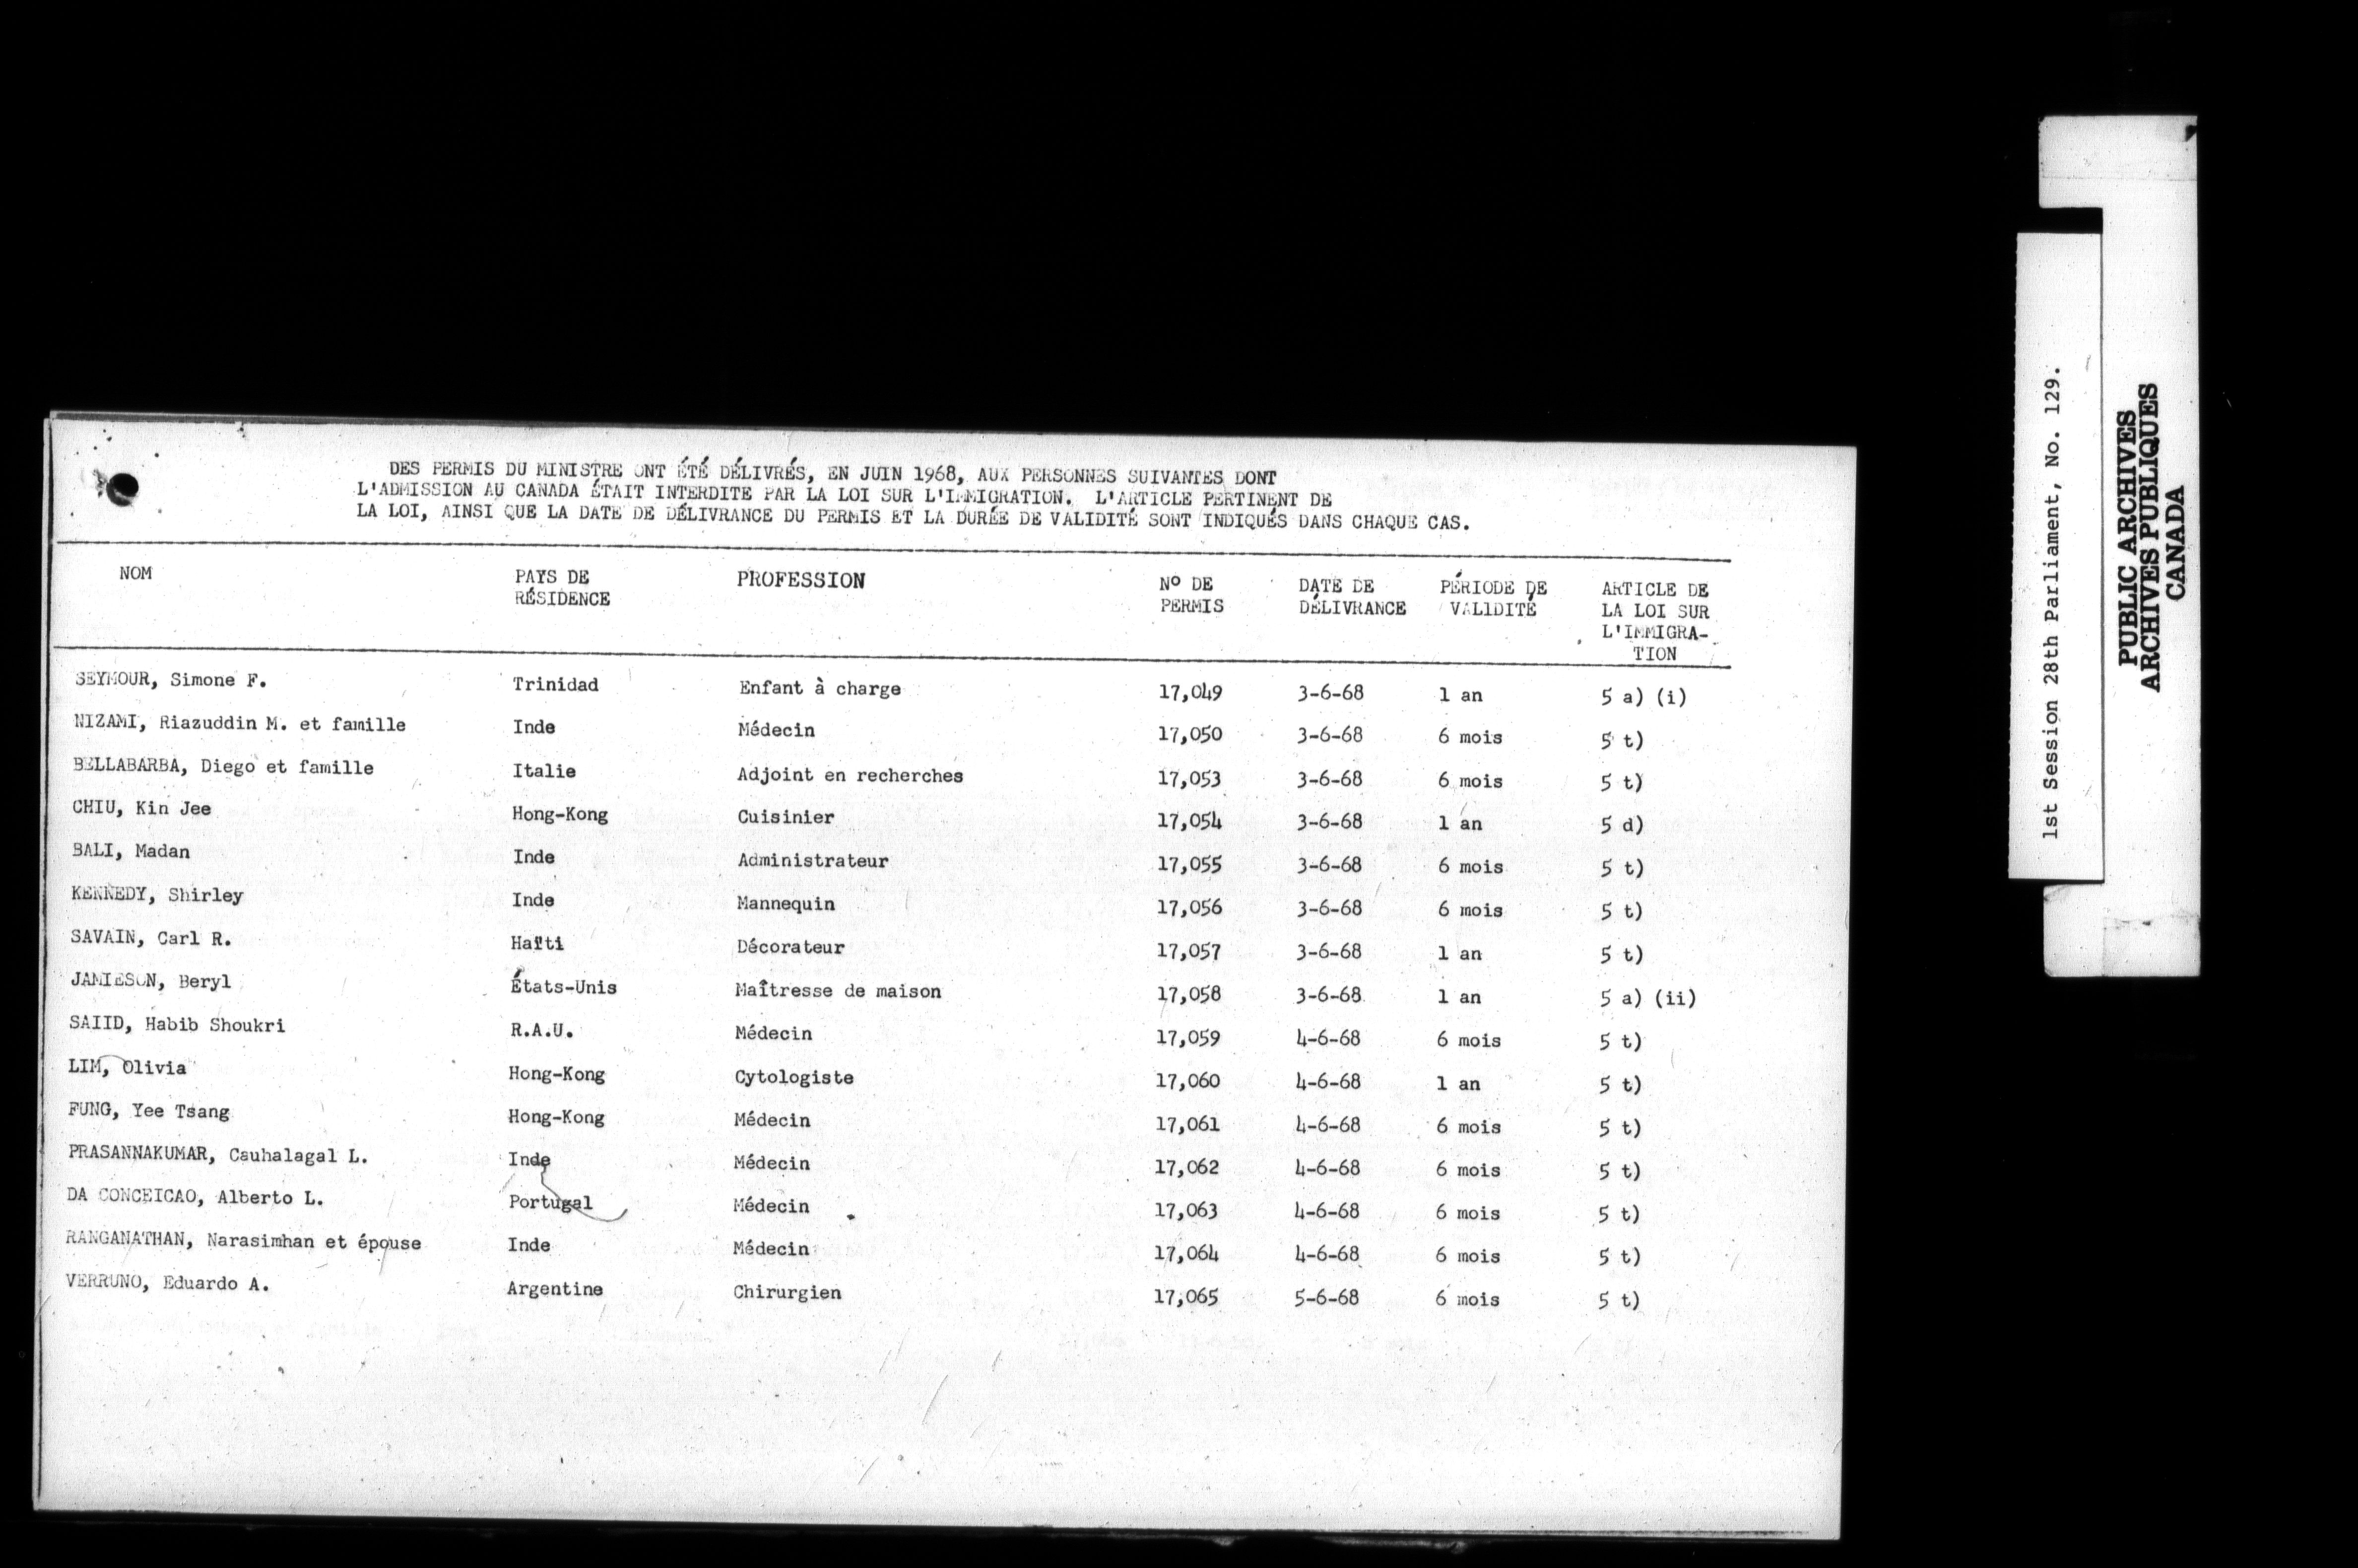 DES PERMIS DU MINISTRE ONT ÉTÉ DÉLIVRÉS, EN JUIN 1968, AUX PERSONNES SUIVANTES DONT
L'ADMISSION AU CANADA ÉTAIT INTERDITE PAR LA LOI SUR L'IMMIGRATION. L'ARTICLE PERTINENT DE
LA LOI, AINSI QUE LA DATE DE DÉLIVRANCE DU PERMIS ET LA DURÉE DE VALIDITÉ SONT INDIQUÉS DANS CHAQUE CAS.
NOM PAYS DE RÉSIDENCE PROFESSION Nº DE PERMIS DATE DE DÉLIVRANCE PÉRIODE DE VALIDITÉ ARTICLE DE LA LOI SUR L'IMMIGRA-TION
SEYMOUR, Simone F. Trinidad Enfant à charge 17,049 3-6-68 1 an 5 a) (i)
NIZAMI, Riazuddin M. et famille Inde Médecin 17,050 3-6-68 6 mois 5 t)
BELLABARBA, Diego et famille Italie Adjoint en recherches 17,053 3-6-68 6 mois 5 t)
CHIU, Kin Jee Hong-Kong Cuisinier 17,054 3-6-68 1 an 5 d)
BALI, Madan Inde Administrateur 17,055 3-6-68 6 mois 5 t)
KENNEDY, Shirley Inde Mannequin 17,056 3-6-68 6 mois 5 t)
SAVAIN, Carl R. Haïti Décorateur 17,057 3-6-68 1 an 5 t)
JAMIESON, Beryl États-Unis Maîtresse de maison 17,058 3-6-68 1 an 5 a) (ii)
SAIID, Habib Shoukri R.A.U. Médecin 17,059 4-6-68 6 mois 5 t)
LIM, Olivia Hong-Kong Cytologiste 17,060 4-6-68 1 an 5 t)
FUNG, Yee Tsang Hong-Kong Médecin 17,061 4-6-68 6 mois 5 t)
PRASANNAKUMAR, Cauhalagal L. Inde Médecin 17,062 4-6-68 6 mois 5 t)
DA CONCEICAO, Alberto L. Portugal Médecin 17,063 4-6-68 6 mois 5 t)
RANGANATHAN, Narasimhan et épouse Inde Médecin 17,064 4-6-68 6 mois 5 t)
VERRUNO, Eduardo A. Argentine Chirurgien 17,065 5-6-68 6 mois 5 t)
1st Session 28th Parliament, No. 129.
PUBLIC ARCHIVES
ARCHIVES PUBLIQUES
CANADA